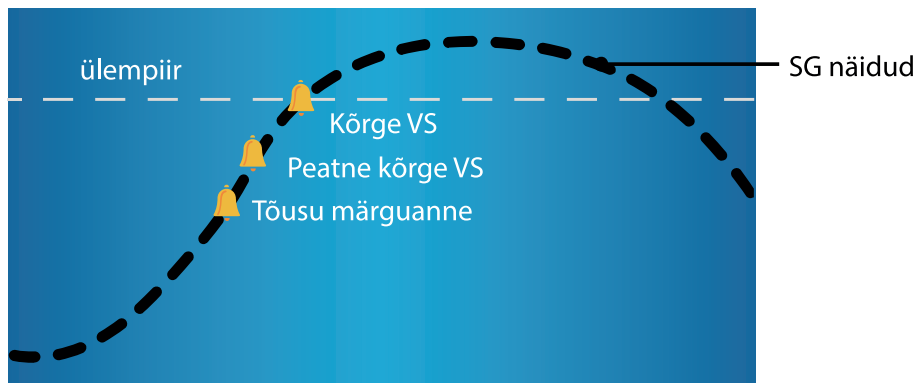 ülempiir
SG näidud
Kõrge VS
Peatne kõrge VS
Tõusu märguanne